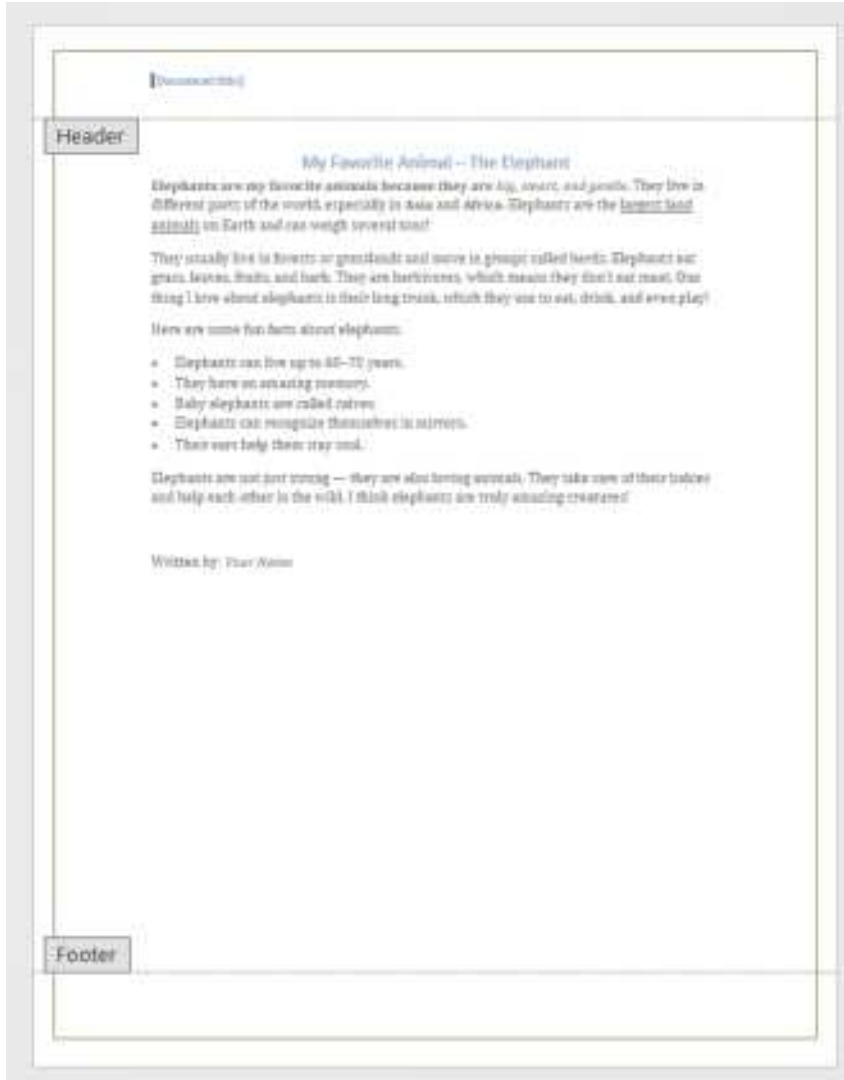 [Document title]
Header
My Favorite Animal – The Elephant
Elephants are my favorite animals because they are big, smart, and gentle. They live in
different parts of the world, especially in Asia and Africa. Elephants are the largest land
animals on Earth and can weigh several tons!
They usually live in forests or grasslands and move in groups called herds. Elephants eat
grass, leaves, fruits, and bark. They are herbivores, which means they don't eat meat. One
thing I love about elephants is their long trunk, which they use to eat, drink, and even play!
Here are some fun facts about elephants:
• Elephants can live up to 60–70 years.
• They have an amazing memory.
• Baby elephants are called calves.
• Elephants can recognize themselves in mirrors.
• Their ears help them stay cool.
Elephants are not just strong — they are also loving animals. They take care of their babies
and help each other in the wild. I think elephants are truly amazing creatures!
Written by: Your Name
Footer